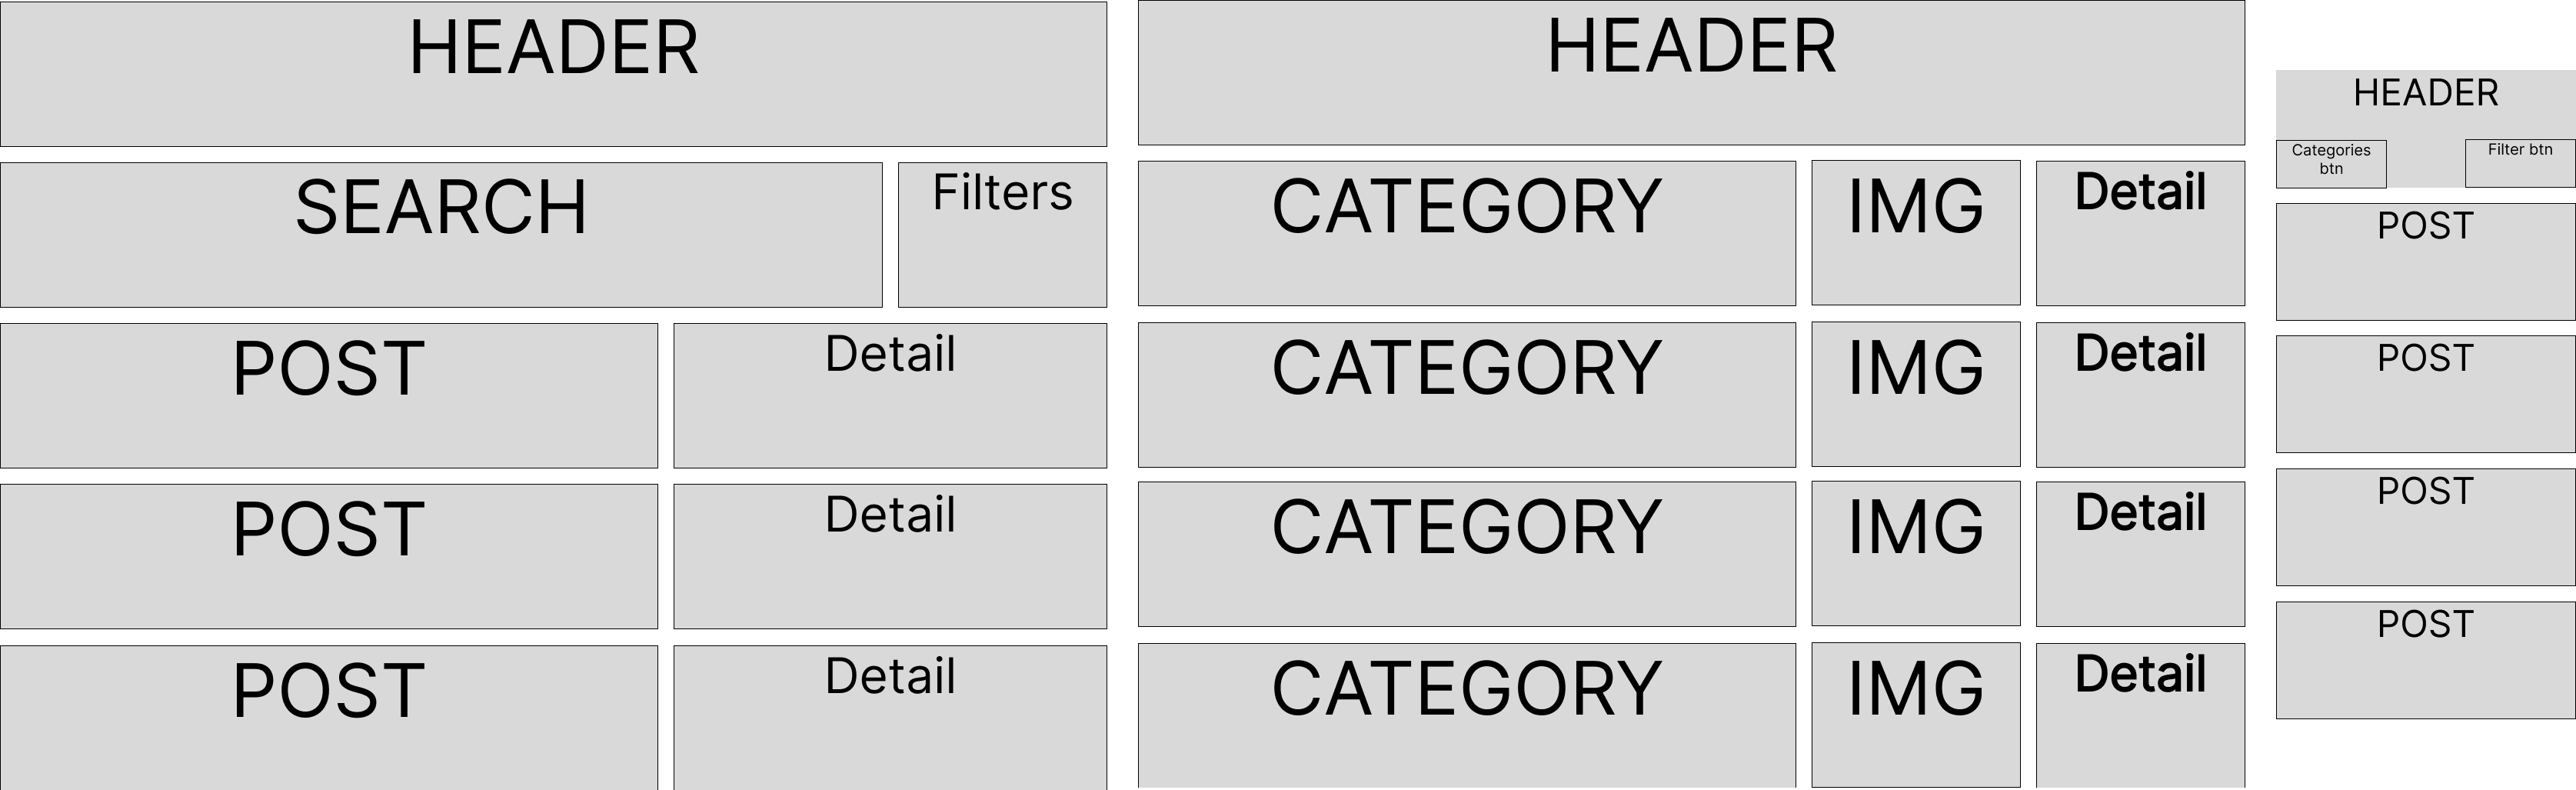 HEADER
SEARCH
Filters
POST
Detail
POST
Detail
POST
Detail
HEADER
CATEGORY
IMG
Detail
CATEGORY
IMG
Detail
CATEGORY
IMG
Detail
CATEGORY
IMG
Detail
HEADER
Categories
btn
Filter btn
POST
POST
POST
POST